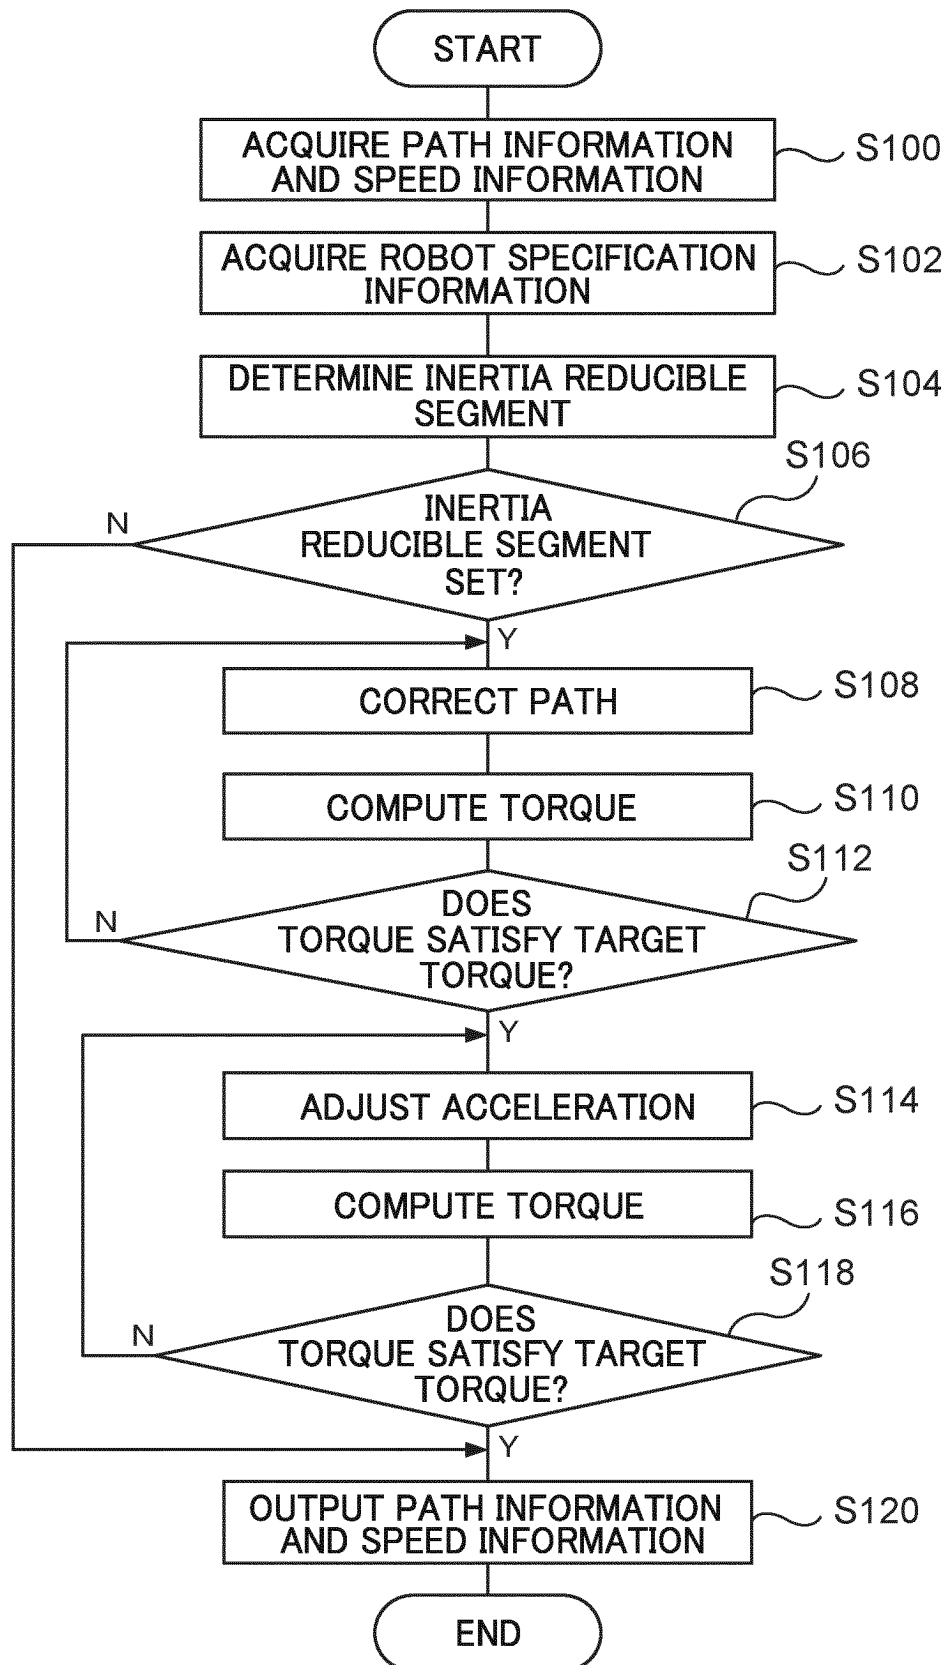 START
ACQUIRE PATH INFORMATION
AND SPEED INFORMATION
S100
ACQUIRE ROBOT SPECIFICATION
INFORMATION
S102
DETERMINE INERTIA REDUCIBLE
SEGMENT
S104
S106
INERTIA
REDUCIBLE SEGMENT
SET?
N
Y
CORRECT PATH
S108
COMPUTE TORQUE
S110
S112
DOES
TORQUE SATISFY TARGET
TORQUE?
N
Y
ADJUST ACCELERATION
S114
COMPUTE TORQUE
S116
S118
DOES
TORQUE SATISFY TARGET
TORQUE?
N
Y
OUTPUT PATH INFORMATION
AND SPEED INFORMATION
S120
END